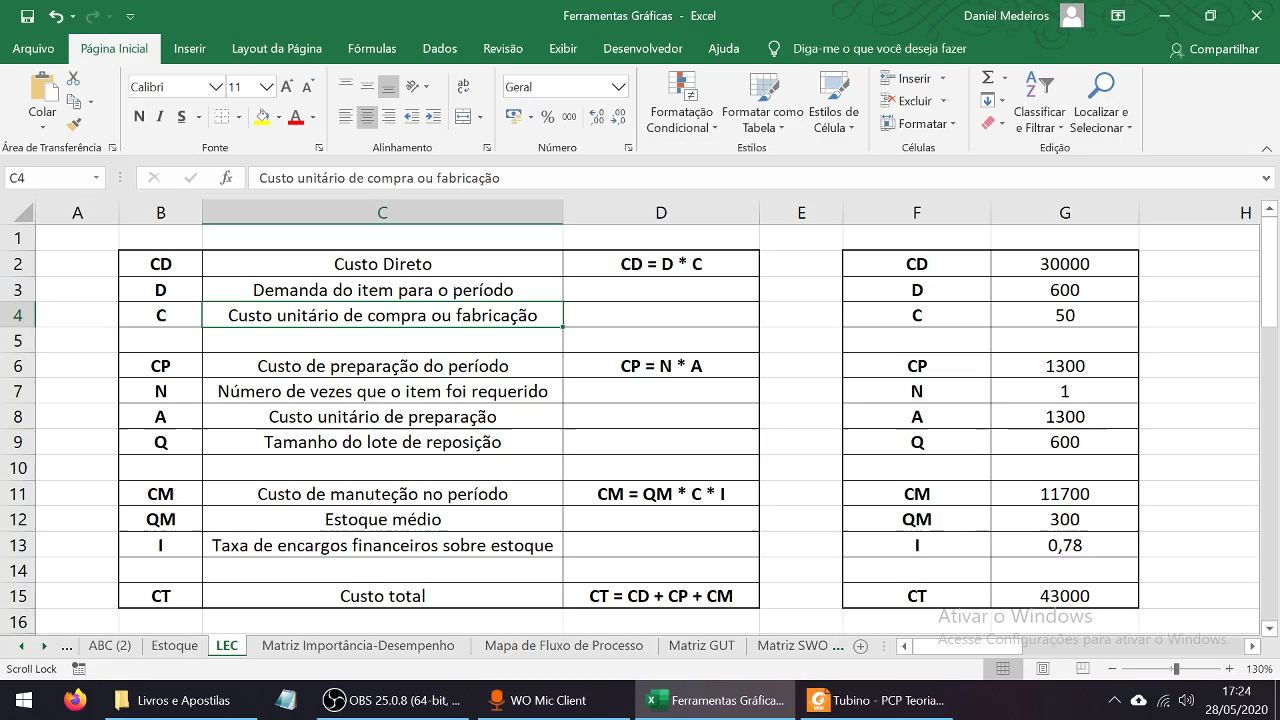 Ferramentas Gráficas - Excel
Daniel Medeiros
Arquivo Página Inicial Inserir Layout da Página Fórmulas Dados Revisão Exibir Desenvolvedor Ajuda Diga-me o que você deseja fazer Compartilhar
Colar
Calibri 11
N I S
A
Geral
% 000
Formatação Condicional
Formatar como Tabela
Estilos de Célula
Inserir
Excluir
Formatar
Classificar e Filtrar
Localizar e Selecionar
Área de Transferência Fonte Alinhamento Número Estilos Células Edição
C4 fx Custo unitário de compra ou fabricação
A B C D E F G H
1
2 CD Custo Direto CD = D * C CD 30000
3 D Demanda do item para o período D 600
4 C Custo unitário de compra ou fabricação C 50
5
6 CP Custo de preparação do período CP = N * A CP 1300
7 N Número de vezes que o item foi requerido N 1
8 A Custo unitário de preparação A 1300
9 Q Tamanho do lote de reposição Q 600
10
11 CM Custo de manuteção no período CM = QM * C * I CM 11700
12 QM Estoque médio QM 300
13 I Taxa de encargos financeiros sobre estoque I 0,78
14
15 CT Custo total CT = CD + CP + CM CT 43000
16
Ativar o Windows
Acesse Configurações para ativar o Windows.
... ABC (2) Estoque LEC Matriz Importância-Desempenho Mapa de Fluxo de Processo Matriz GUT Matriz SWO ...
Scroll Lock 130%
Livros e Apostilas OBS 25.0.8 (64-bit, ... WO Mic Client Ferramentas Gráfica... Tubino - PCP Teoria... 17:24
28/05/2020